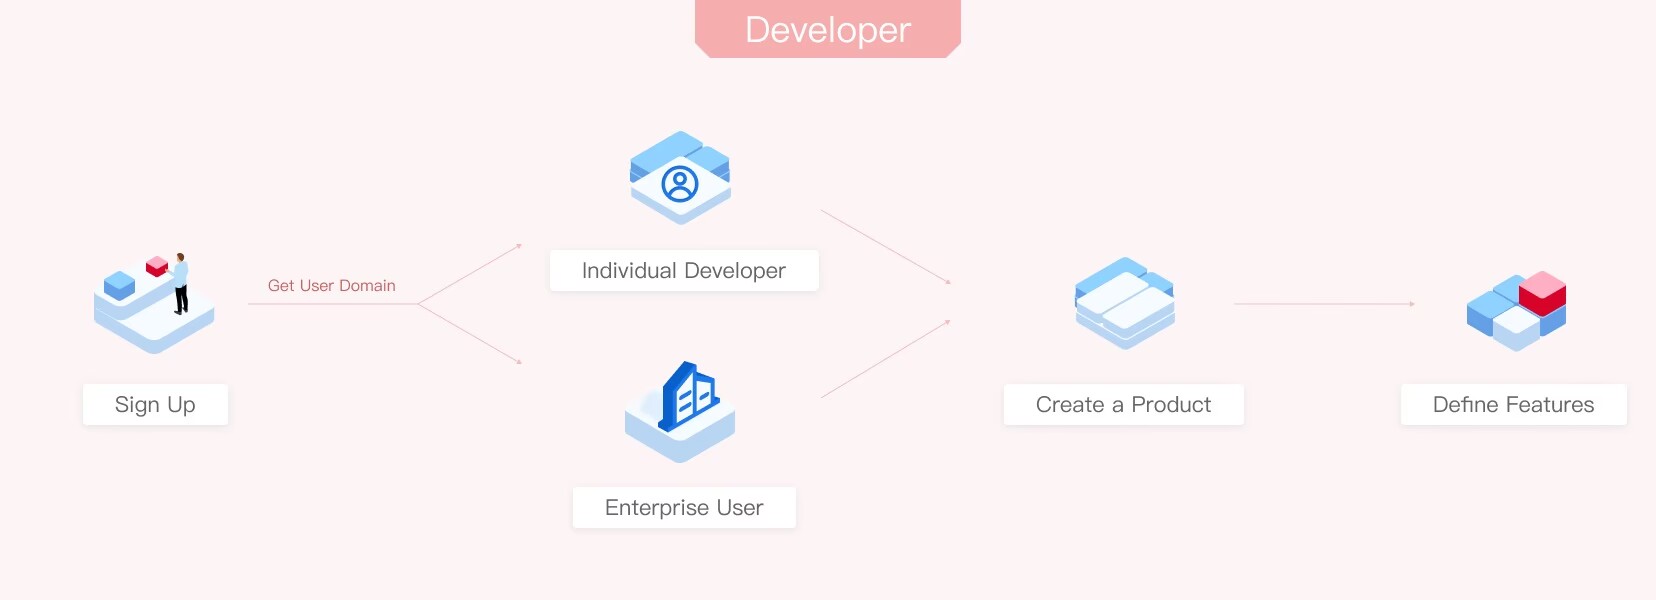 Developer
Get User Domain
Individual Developer
Sign Up
Enterprise User
Create a Product
Define Features